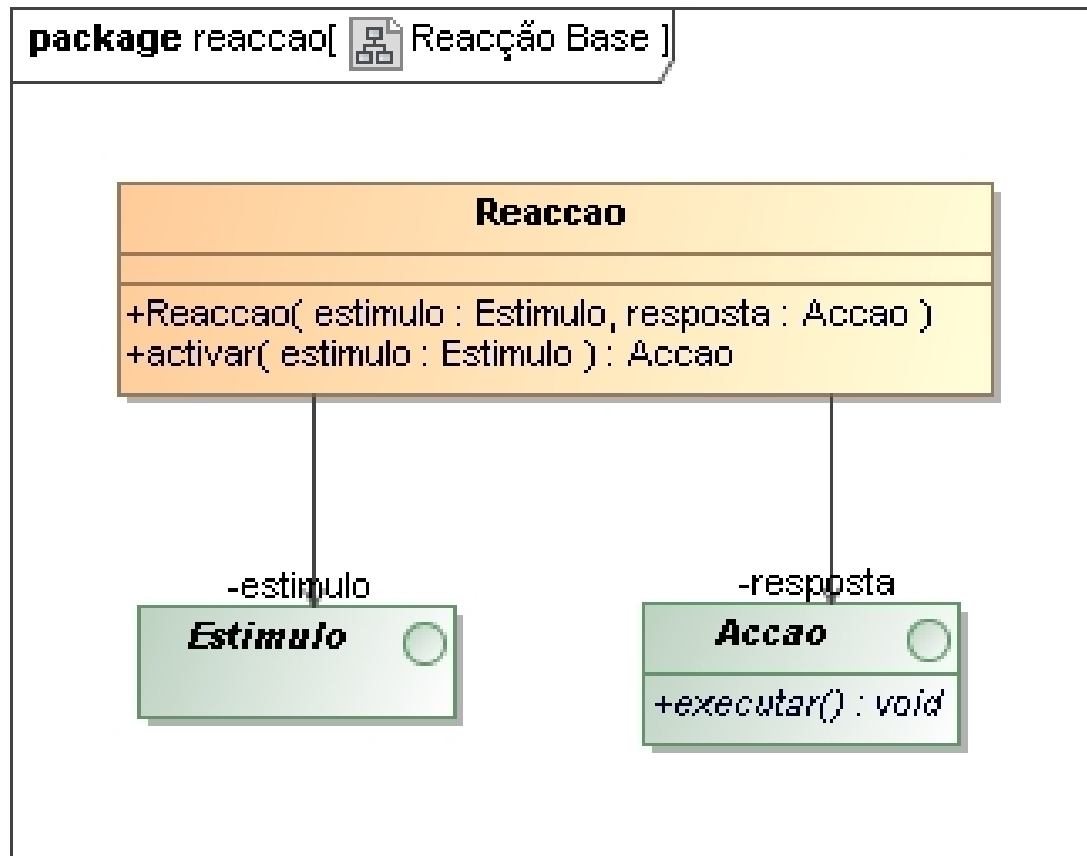 package reaccao[ Reacção Base ]
Reaccao
+Reaccao( estimulo : Estimulo, resposta : Accao )
+activar( estimulo : Estimulo ) : Accao
-estimulo
-resposta
Estimulo
Accao
+executar() : void